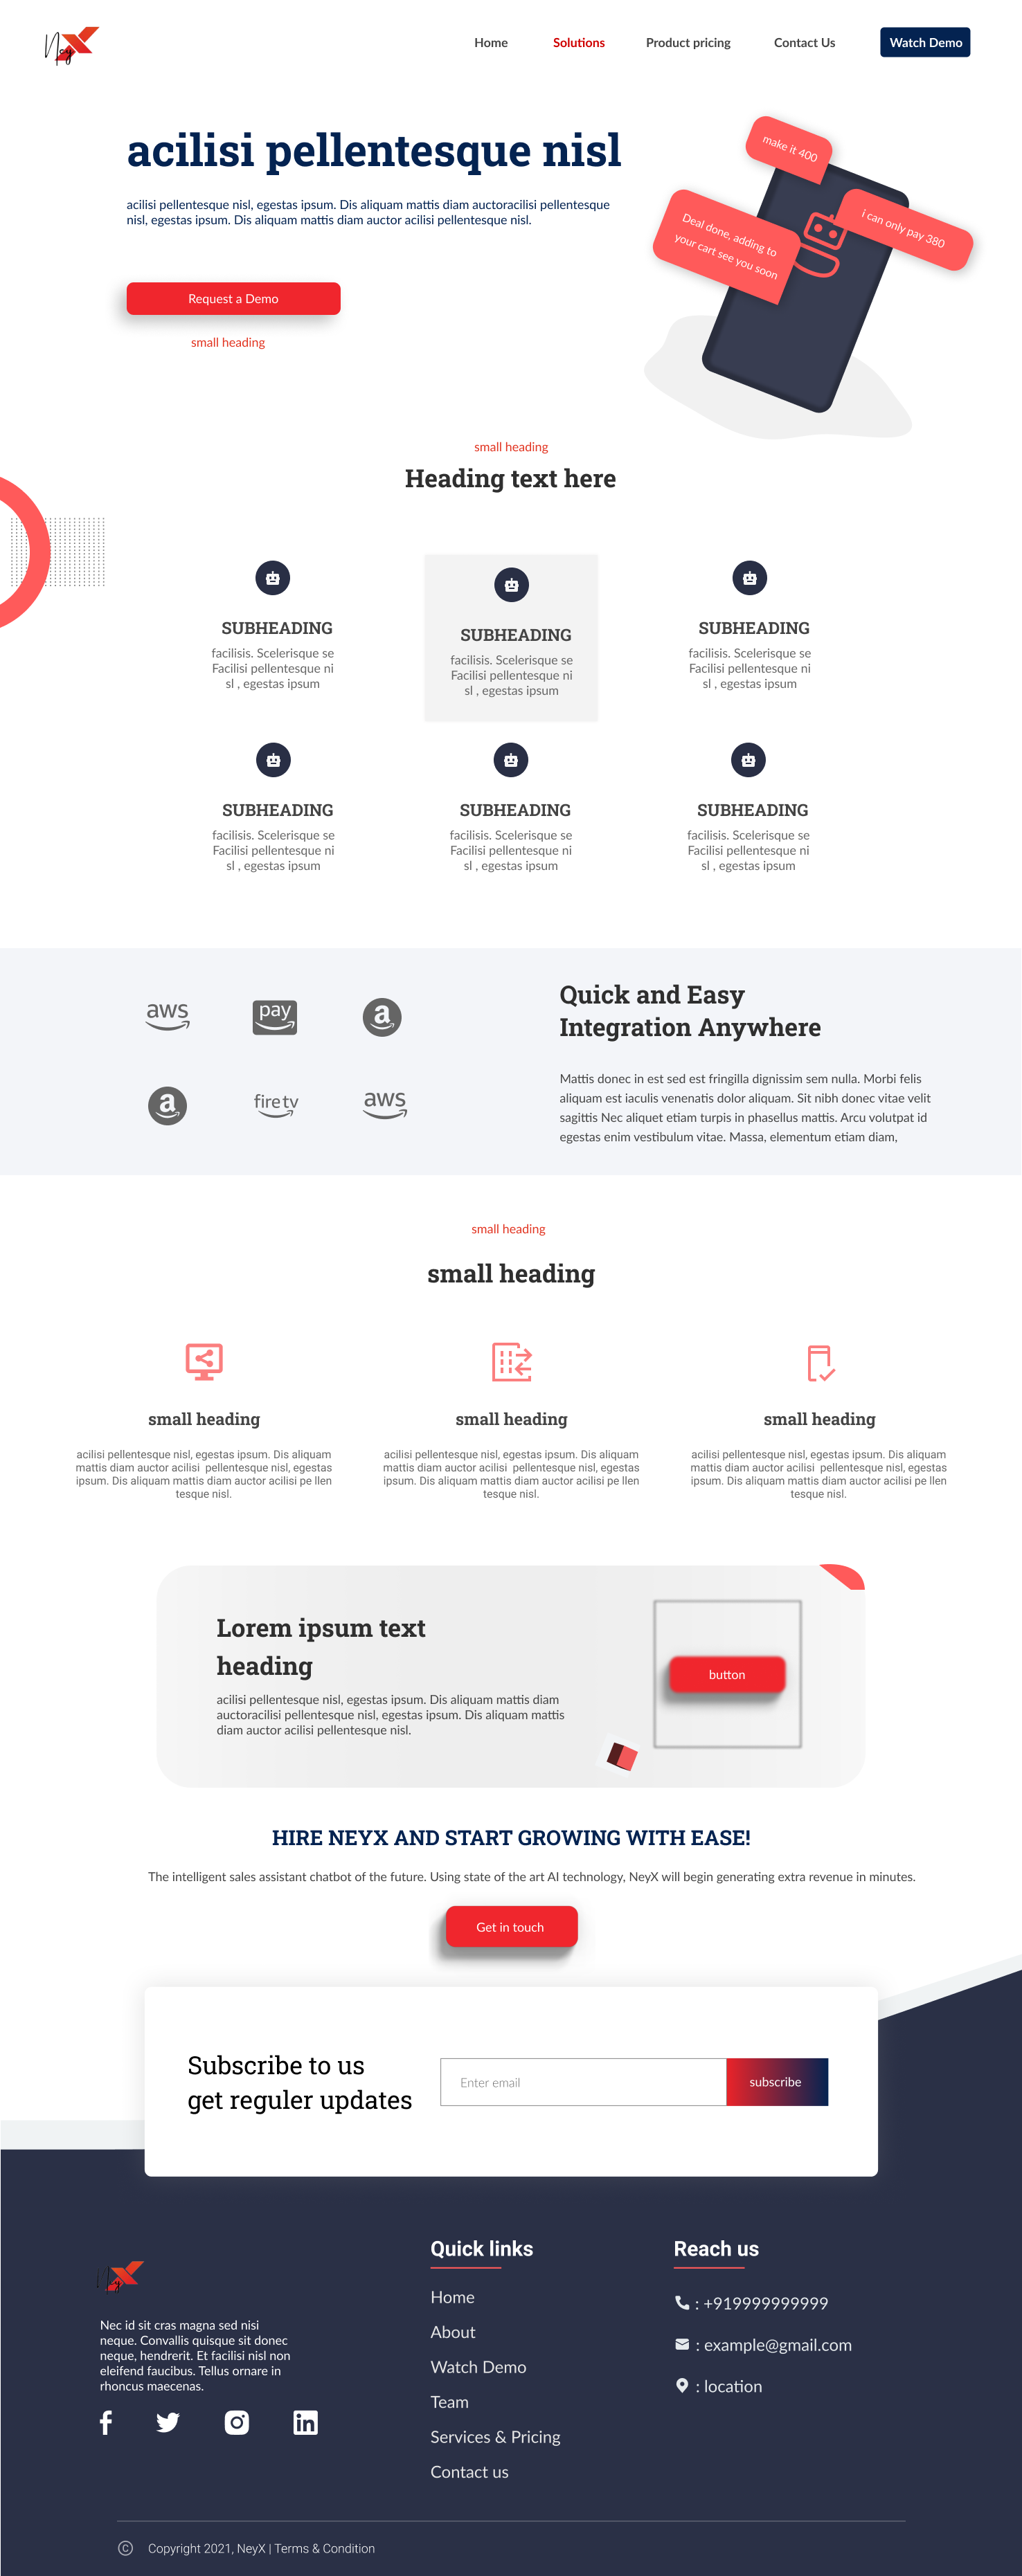 NeyX
Home
Solutions
Product pricing
Contact Us
Watch Demo
acilisi pellentesque nisl
acilisi pellentesque nisl, egestas ipsum. Dis aliquam mattis diam auctoracilisi pellentesque
nisl, egestas ipsum. Dis aliquam mattis diam auctor acilisi pellentesque nisl.
Request a Demo
small heading
make it 400
i can only pay 380
Deal done, adding to
your cart see you soon
small heading
Heading text here
SUBHEADING
facilisis. Scelerisque se
Facilisi pellentesque ni
sl , egestas ipsum
SUBHEADING
facilisis. Scelerisque se
Facilisi pellentesque ni
sl , egestas ipsum
SUBHEADING
facilisis. Scelerisque se
Facilisi pellentesque ni
sl , egestas ipsum
SUBHEADING
facilisis. Scelerisque se
Facilisi pellentesque ni
sl , egestas ipsum
SUBHEADING
facilisis. Scelerisque se
Facilisi pellentesque ni
sl , egestas ipsum
SUBHEADING
facilisis. Scelerisque se
Facilisi pellentesque ni
sl , egestas ipsum
aws
pay
a
a
fire tv
aws
Quick and Easy
Integration Anywhere
Mattis donec in est sed est fringilla dignissim sem nulla. Morbi felis
aliquam est iaculis venenatis dolor aliquam. Sit nibh donec vitae velit
sagittis Nec aliquet etiam turpis in phasellus mattis. Arcu volutpat id
egestas enim vestibulum vitae. Massa, elementum etiam diam,
small heading
small heading
small heading
acilisi pellentesque nisl, egestas ipsum. Dis aliquam
mattis diam auctor acilisi  pellentesque nisl, egestas
ipsum. Dis aliquam mattis diam auctor acilisi pe llen
tesque nisl.
small heading
acilisi pellentesque nisl, egestas ipsum. Dis aliquam
mattis diam auctor acilisi  pellentesque nisl, egestas
ipsum. Dis aliquam mattis diam auctor acilisi pe llen
tesque nisl.
small heading
acilisi pellentesque nisl, egestas ipsum. Dis aliquam
mattis diam auctor acilisi  pellentesque nisl, egestas
ipsum. Dis aliquam mattis diam auctor acilisi pe llen
tesque nisl.
Lorem ipsum text
heading
acilisi pellentesque nisl, egestas ipsum. Dis aliquam mattis diam
auctoracilisi pellentesque nisl, egestas ipsum. Dis aliquam mattis
diam auctor acilisi pellentesque nisl.
button
HIRE NEYX AND START GROWING WITH EASE!
The intelligent sales assistant chatbot of the future. Using state of the art AI technology, NeyX will begin generating extra revenue in minutes.
Get in touch
Subscribe to us
get reguler updates
Enter email
subscribe
NeyX
Nec id sit cras magna sed nisi
neque. Convallis quisque sit donec
neque, hendrerit. Et facilisi nisl non
eleifend faucibus. Tellus ornare in
rhoncus maecenas.
Quick links
Home
About
Watch Demo
Team
Services & Pricing
Contact us
Reach us
: +919999999999
: example@gmail.com
: location
© Copyright 2021, NeyX | Terms & Condition